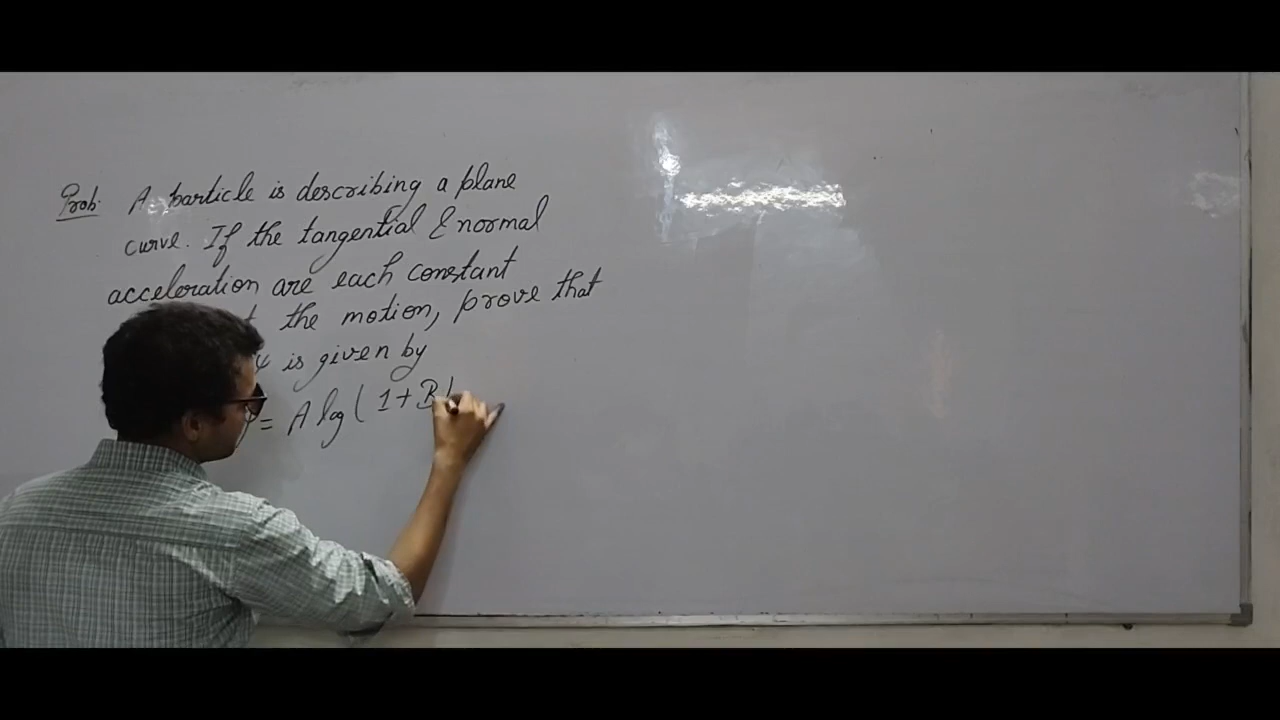 Prob. A particle is describing a plane
curve. If the tangential & normal
acceleration are each constant
the motion, prove that
ψ is given by
= A log ( 1 + B